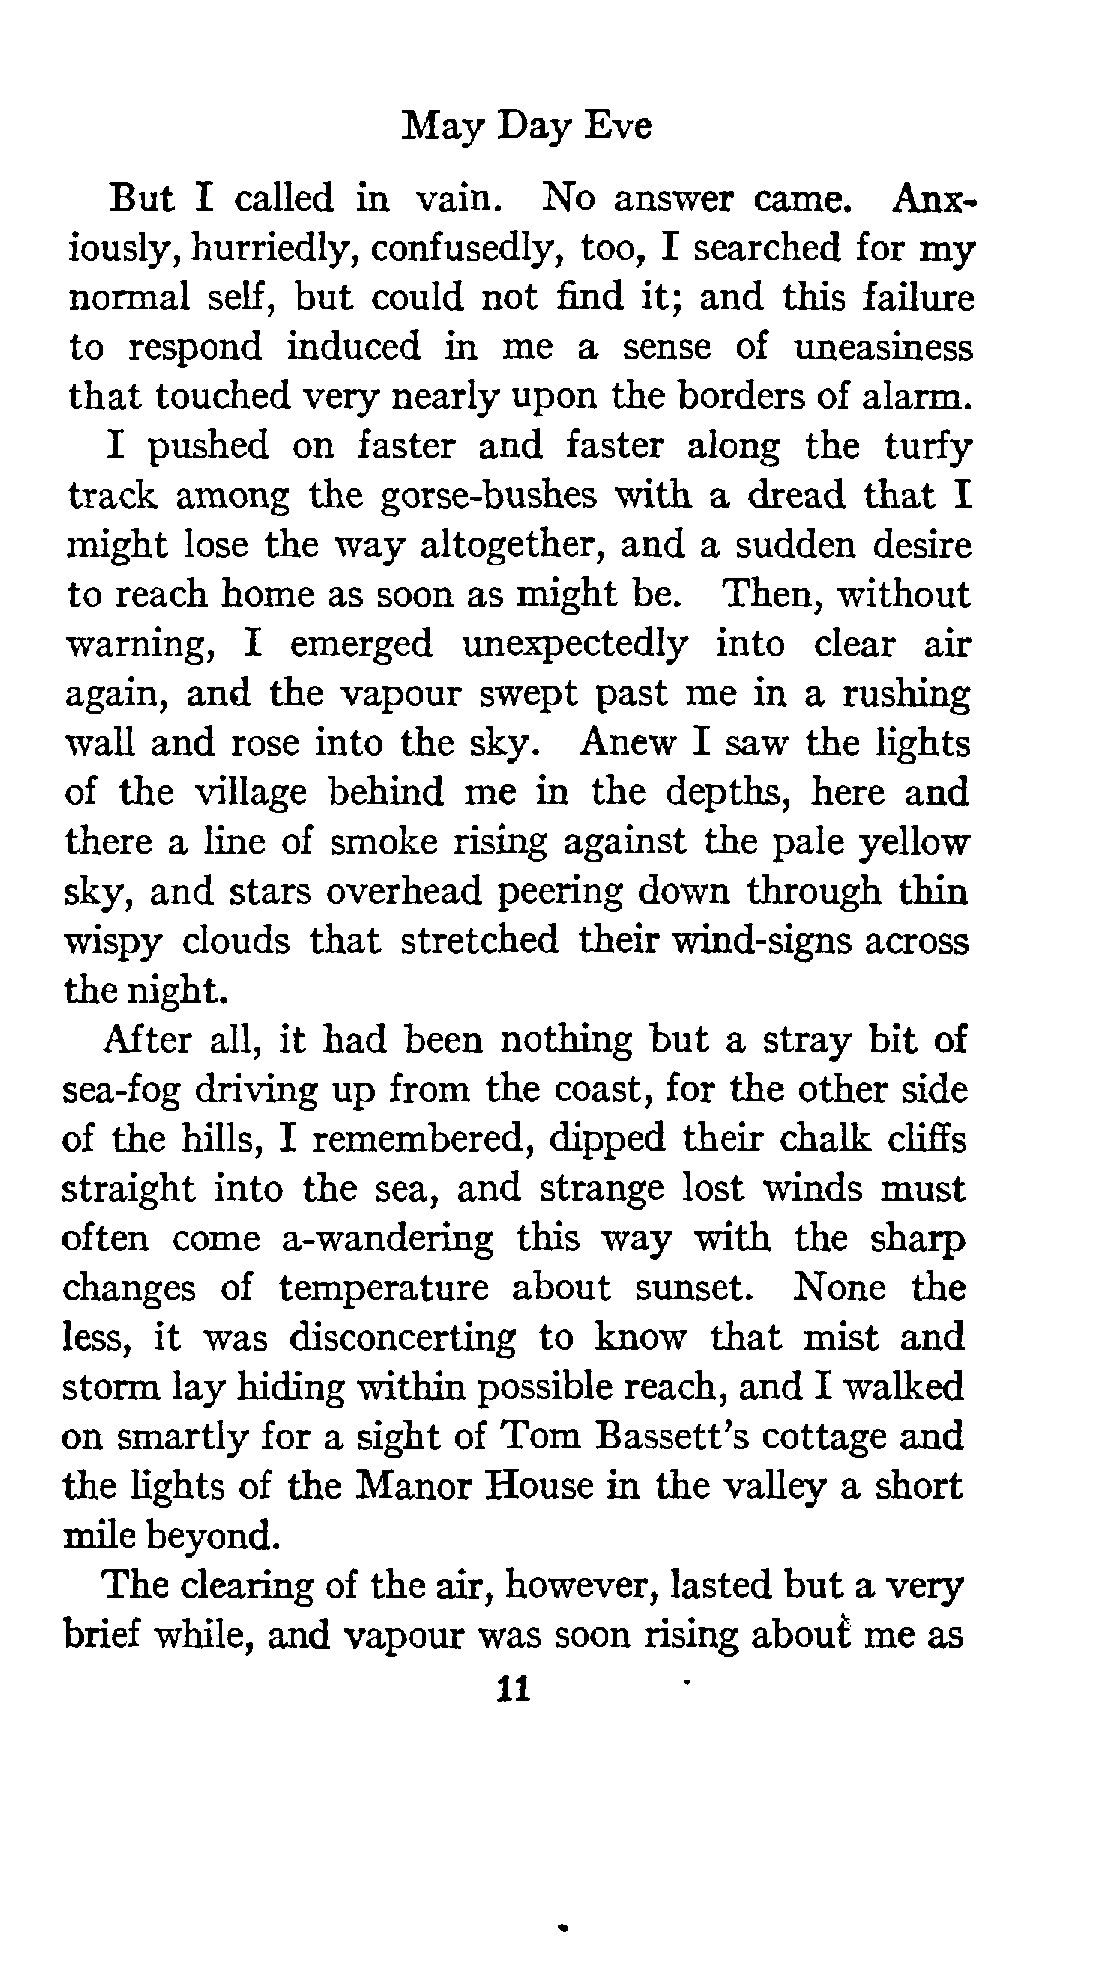 May Day Eve
But I called in vain. No answer came. Anx-
iously, hurriedly, confusedly, too, I searched for my
normal self, but could not find it; and this failure
to respond induced in me a sense of uneasiness
that touched very nearly upon the borders of alarm.
I pushed on faster and faster along the turfy
track among the gorse-bushes with a dread that I
might lose the way altogether, and a sudden desire
to reach home as soon as might be. Then, without
warning, I emerged unexpectedly into clear air
again, and the vapour swept past me in a rushing
wall and rose into the sky. Anew I saw the lights
of the village behind me in the depths, here and
there a line of smoke rising against the pale yellow
sky, and stars overhead peering down through thin
wispy clouds that stretched their wind-signs across
the night.
After all, it had been nothing but a stray bit of
sea-fog driving up from the coast, for the other side
of the hills, I remembered, dipped their chalk cliffs
straight into the sea, and strange lost winds must
often come a-wandering this way with the sharp
changes of temperature about sunset. None the
less, it was disconcerting to know that mist and
storm lay hiding within possible reach, and I walked
on smartly for a sight of Tom Bassett's cottage and
the lights of the Manor House in the valley a short
mile beyond.
The clearing of the air, however, lasted but a very
brief while, and vapour was soon rising about me as
11